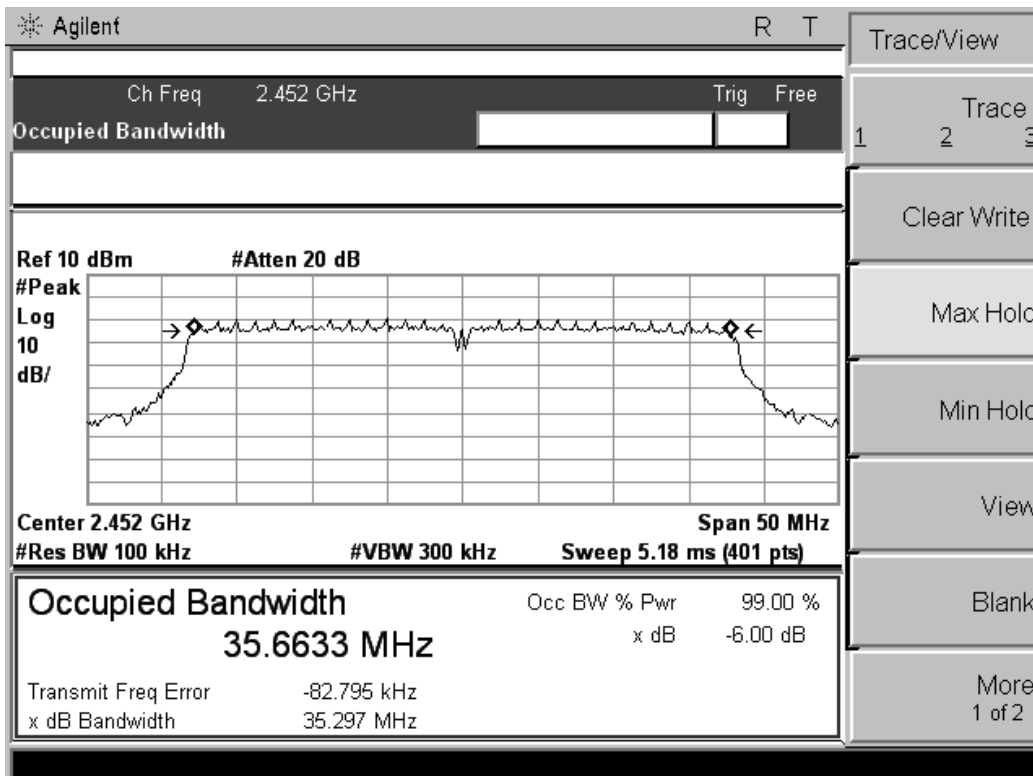 Agilent R T
Trace/View
Ch Freq 2.452 GHz Trig Free
Occupied Bandwidth
Trace
1 2 3
Clear Write
Max Hold
Min Hold
View
Blank
More
1 of 2
Ref 10 dBm #Atten 20 dB
#Peak
Log
10
dB/
Center 2.452 GHz Span 50 MHz
#Res BW 100 kHz #VBW 300 kHz Sweep 5.18 ms (401 pts)
Occupied Bandwidth
35.6633 MHz
Occ BW % Pwr 99.00 %
x dB -6.00 dB
Transmit Freq Error -82.795 kHz
x dB Bandwidth 35.297 MHz